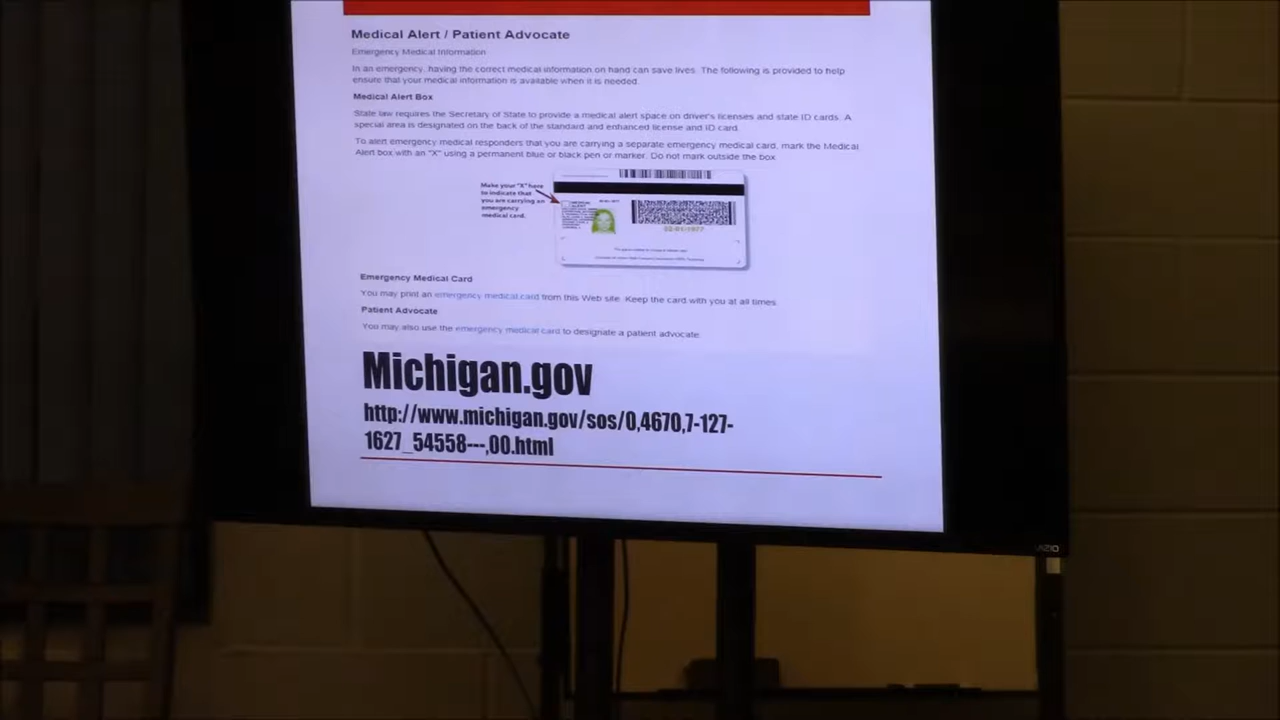 Medical Alert / Patient Advocate
Emergency Medical Information
In an emergency, having the correct medical information on hand can save lives. The following is provided to help
ensure that your medical information is available when it is needed.
Medical Alert Box
State law requires the Secretary of State to provide a medical alert space on driver's licenses and state ID cards. A
special area is designated on the back of the standard and enhanced license and ID card.
To alert emergency medical responders that you are carrying a separate emergency medical card, mark the Medical
Alert box with an "X" using a permanent blue or black pen or marker. Do not mark outside the box.
Make your "X" here
to indicate that
you are carrying an
emergency
medical card.
MEDICAL
ALERT
02-01-1977
Emergency Medical Card
You may print an emergency medical card from this Web site. Keep the card with you at all times.
Patient Advocate
You may also use the emergency medical card to designate a patient advocate.
Michigan.gov
http://www.michigan.gov/sos/0,4670,7-127-
1627_54558---,00.html
VIZIO